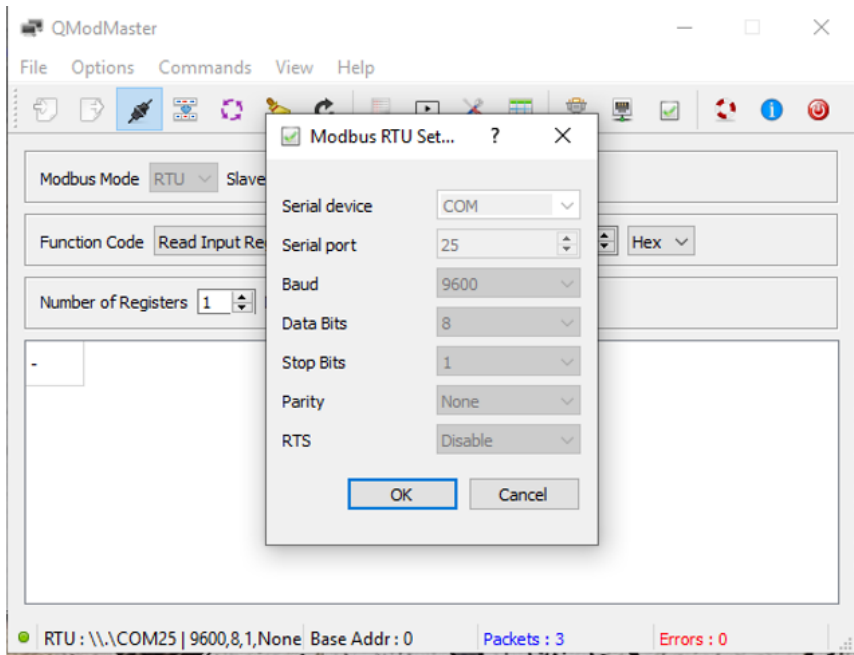 QModMaster
File Options Commands View Help
Modbus RTU Set... ?
Modbus Mode RTU Slave
Serial device COM
Function Code Read Input Re
Serial port 25
Hex
Baud 9600
Number of Registers 1
Data Bits 8
Stop Bits 1
-
Parity None
RTS Disable
OK Cancel
RTU : \\.\COM25 | 9600,8,1,None Base Addr : 0 Packets : 3 Errors : 0